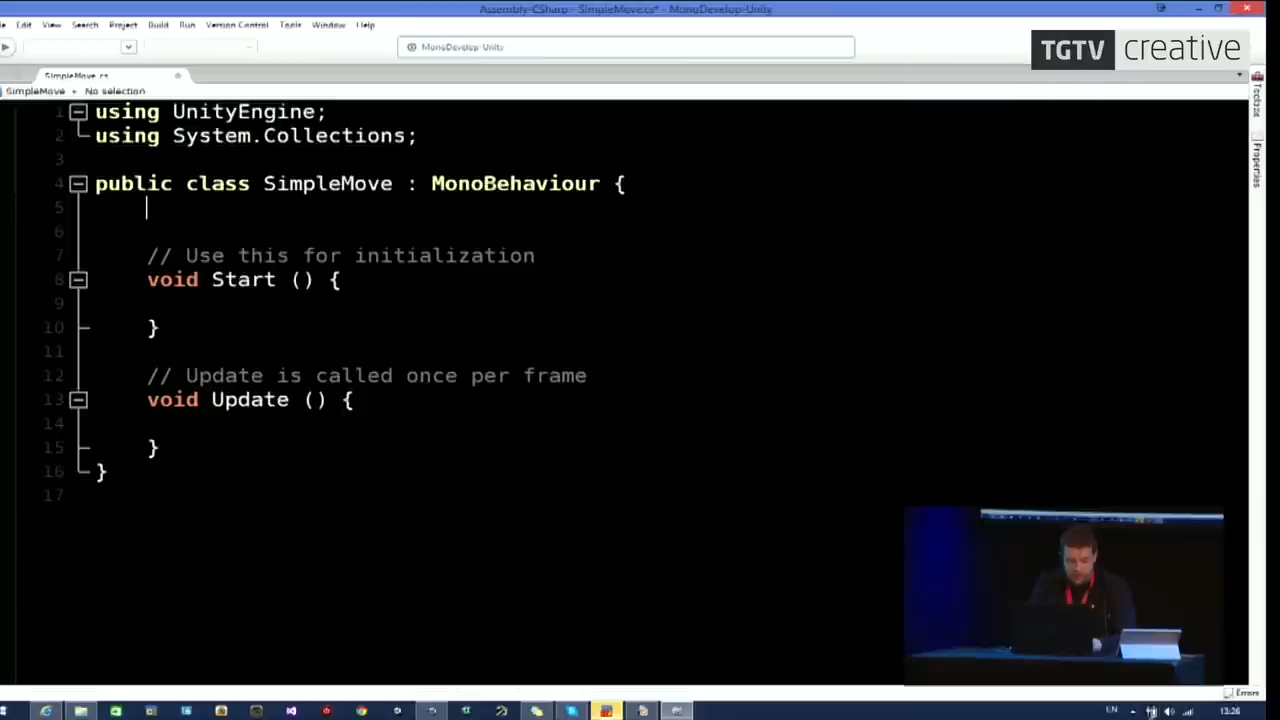 Assembly-CSharp - SimpleMove.cs* - MonoDevelop-Unity
Edit View Search Project Build Run Version Control Tools Window Help
MonoDevelop-Unity
TGTV creative
SimpleMove.cs
SimpleMove No selection
Toolbox
Properties
1 using UnityEngine;
2 using System.Collections;
3
4 public class SimpleMove : MonoBehaviour {
5
6
7 // Use this for initialization
8 void Start () {
9
10 }
11
12 // Update is called once per frame
13 void Update () {
14
15 }
16 }
17
Errors
EN 13:26